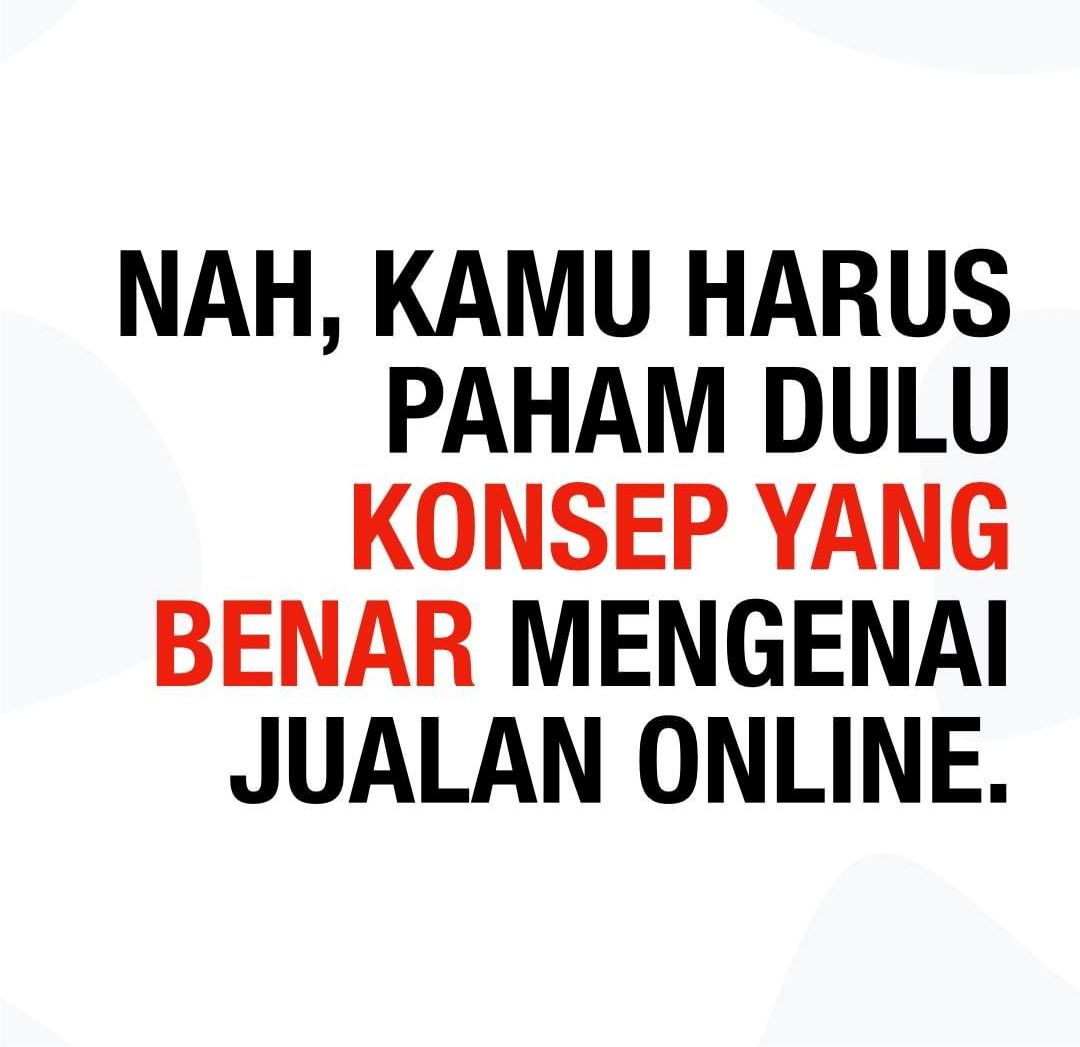 NAH, KAMU HARUS
PAHAM DULU
KONSEP YANG
BENAR MENGENAI
JUALAN ONLINE.